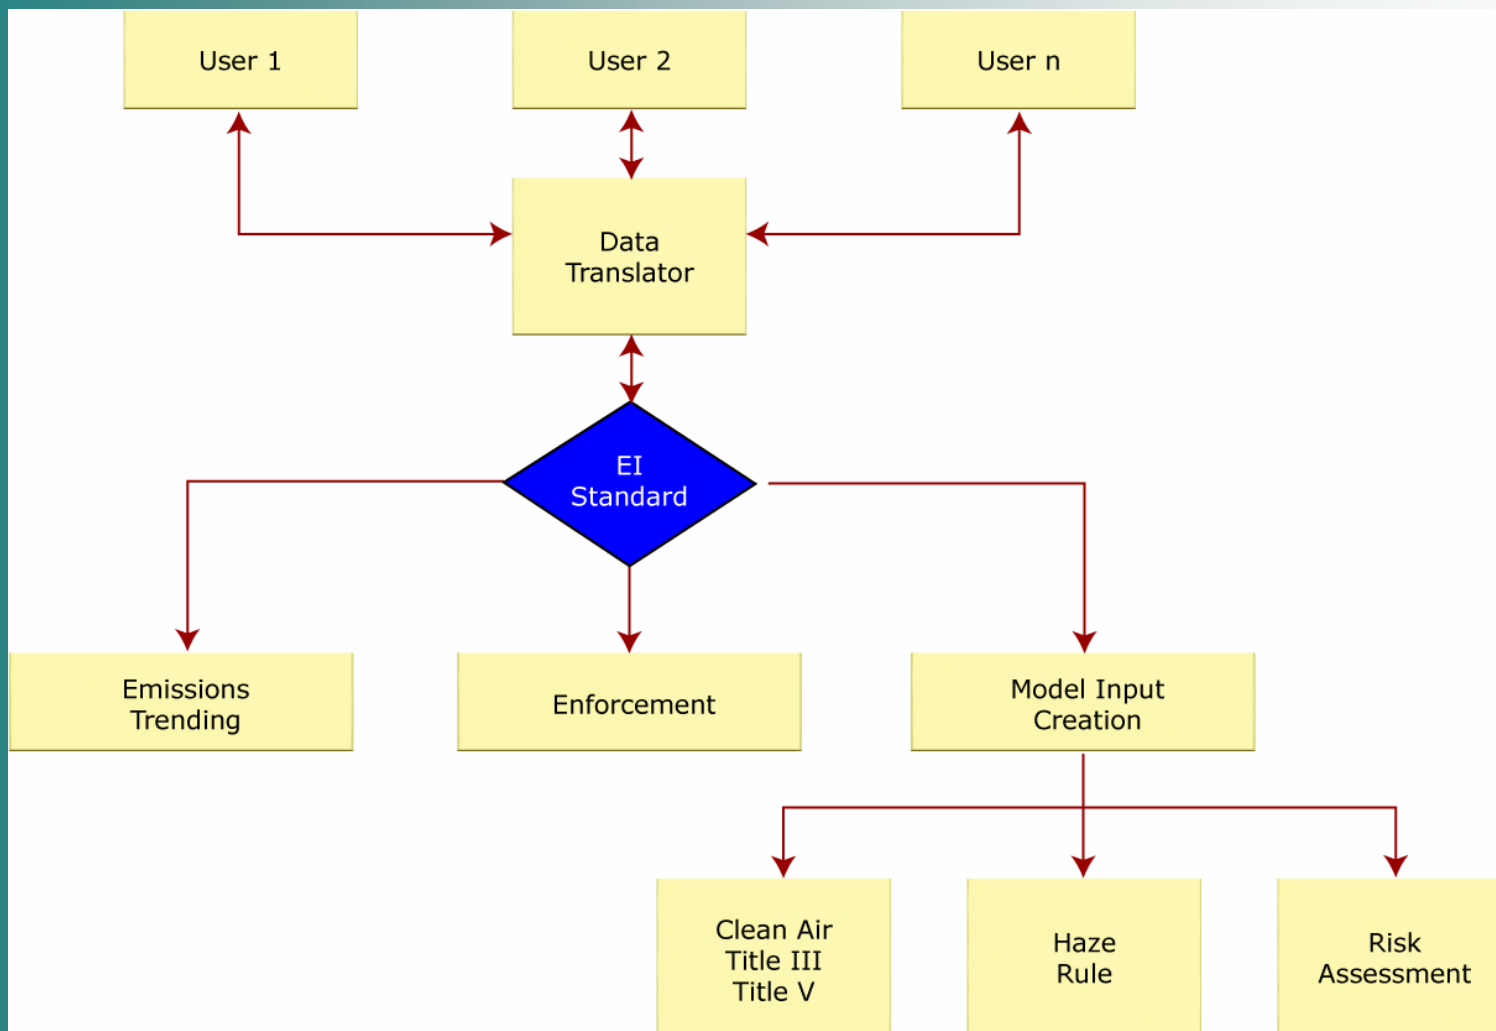 User 1
User 2
User n
Data
Translator
EI
Standard
Emissions
Trending
Enforcement
Model Input
Creation
Clean Air
Title III
Title V
Haze
Rule
Risk
Assessment